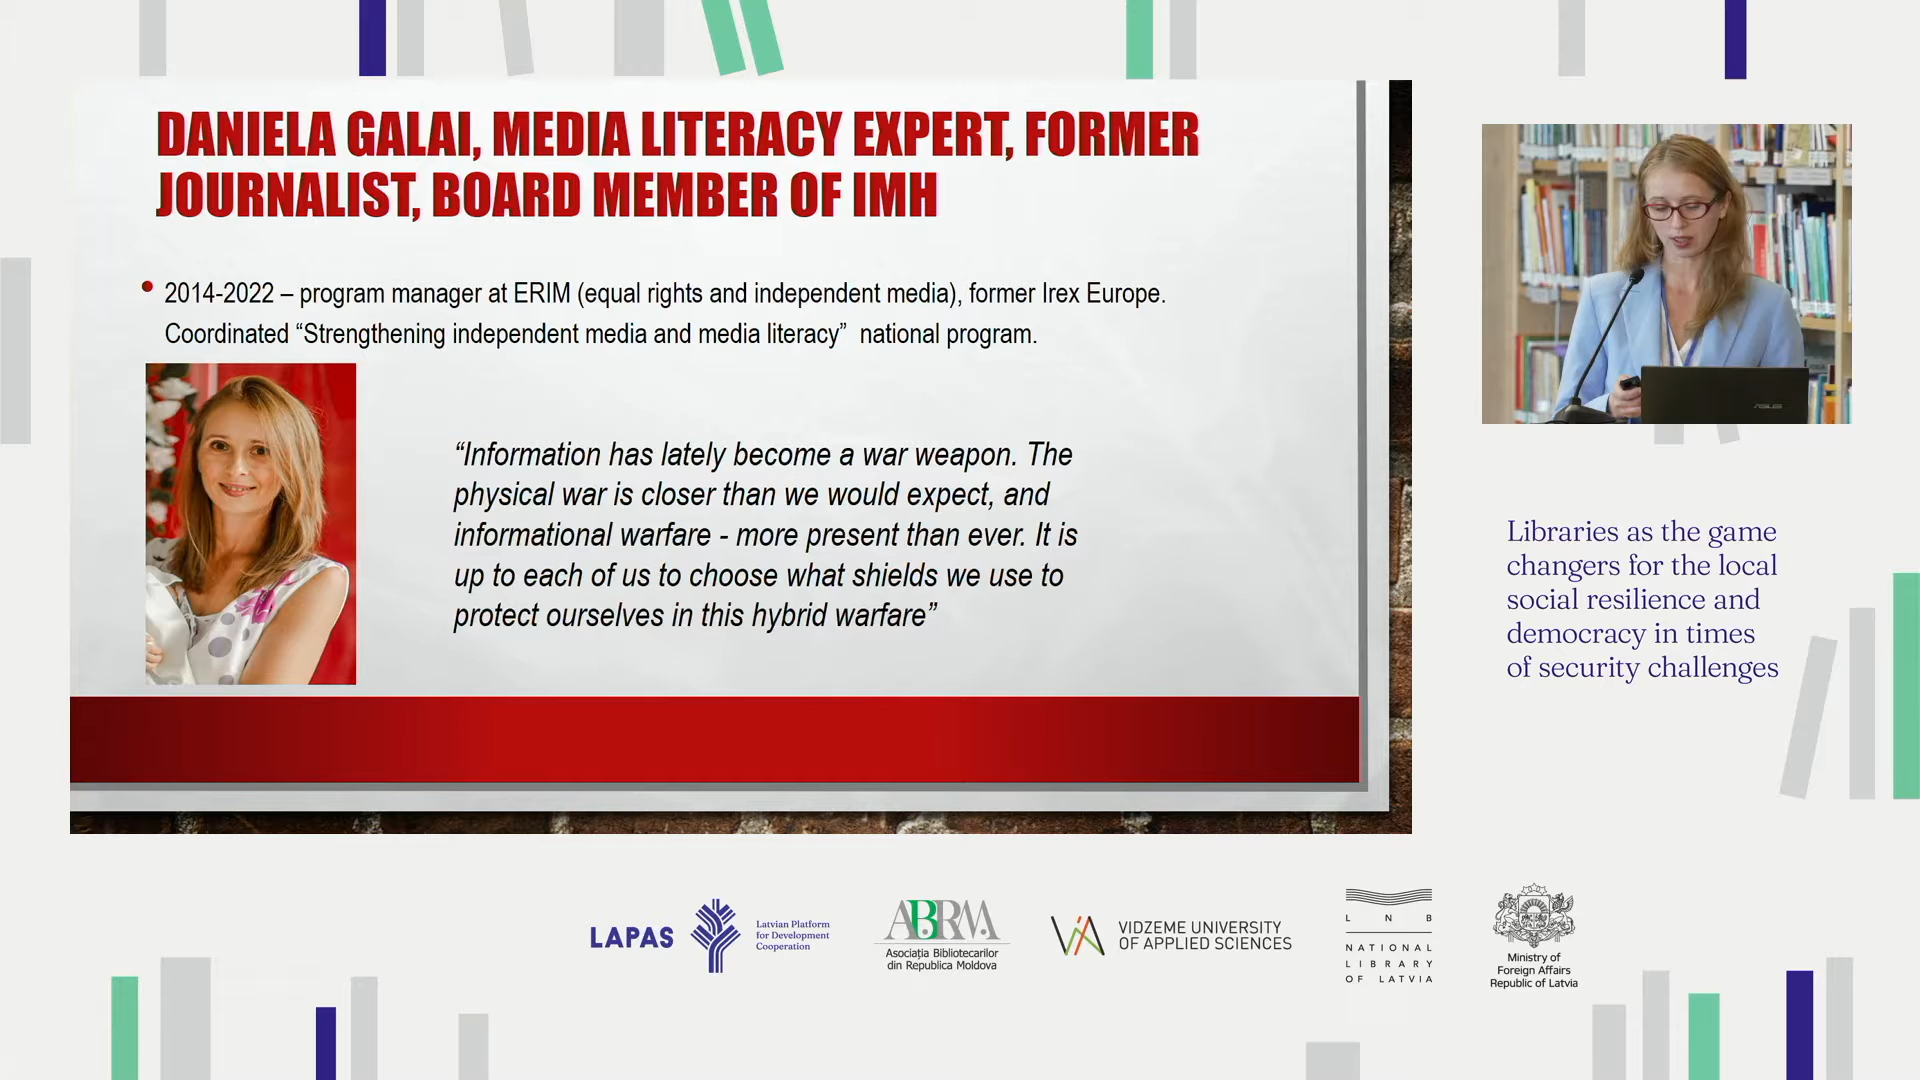 DANIELA GALAI, MEDIA LITERACY EXPERT, FORMER
JOURNALIST, BOARD MEMBER OF IMH
2014-2022 – program manager at ERIM (equal rights and independent media), former Irex Europe.
Coordinated “Strengthening independent media and media literacy”  national program.
“Information has lately become a war weapon. The
physical war is closer than we would expect, and
informational warfare - more present than ever. It is
up to each of us to choose what shields we use to
protect ourselves in this hybrid warfare”
ASUS
Libraries as the game
changers for the local
social resilience and
democracy in times
of security challenges
LAPAS
Latvian Platform
for Development
Cooperation
ABRM
Asociația Bibliotecarilor
din Republica Moldova
VIDZEME UNIVERSITY
OF APPLIED SCIENCES
L N B
NATIONAL
LIBRARY
OF LATVIA
Ministry of
Foreign Affairs
Republic of Latvia